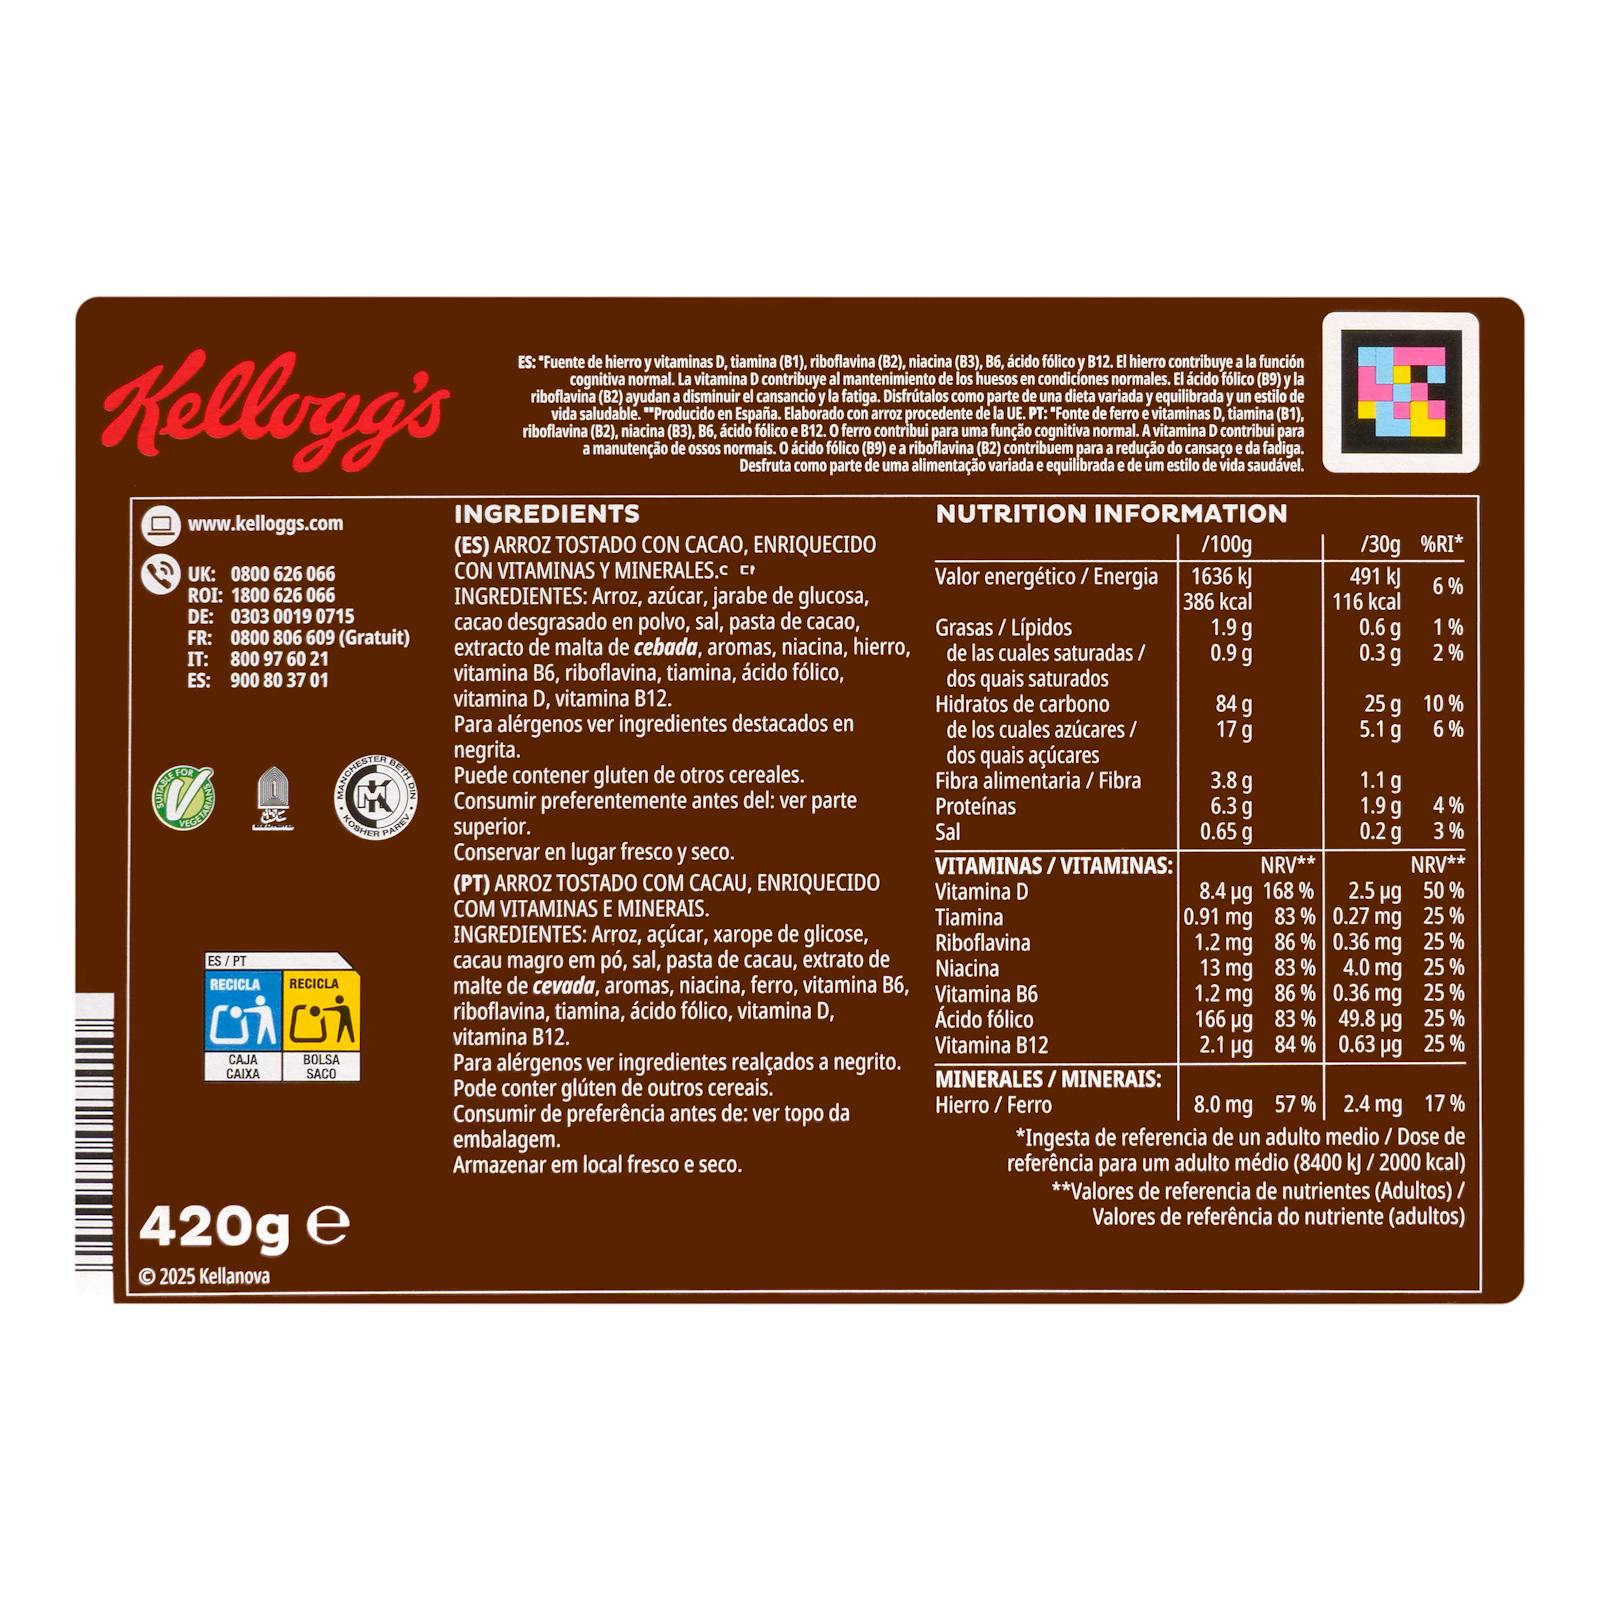 Kellogg's
ES: *Fuente de hierro y vitaminas D, tiamina (B1), riboflavina (B2), niacina (B3), B6, ácido fólico y B12. El hierro contribuye a la función
cognitiva normal. La vitamina D contribuye al mantenimiento de los huesos en condiciones normales. El ácido fólico (B9) y la
riboflavina (B2) ayudan a disminuir el cansancio y la fatiga. Disfrútalos como parte de una dieta variada y equilibrada y un estilo de
vida saludable. **Producido en España. Elaborado con arroz procedente de la UE. PT: *Fonte de ferro e vitaminas D, tiamina (B1),
riboflavina (B2), niacina (B3), B6, ácido fólico e B12. O ferro contribui para uma função cognitiva normal. A vitamina D contribui para
a manutenção de ossos normais. O ácido fólico (B9) e a riboflavina (B2) contribuem para a redução do cansaço e da fadiga.
Desfruta como parte de uma alimentação variada e equilibrada e de um estilo de vida saudável.
www.kelloggs.com
UK: 0800 626 066
ROI: 1800 626 066
DE: 0303 0019 0715
FR: 0800 806 609 (Gratuit)
IT: 800 97 60 21
ES: 900 80 37 01
SUITABLE FOR VEGETARIANS
MANCHESTER BETH DIN
MK
KOSHER PAREV
ES / PT
RECICLA RECICLA
CAJA BOLSA
CAIXA SACO
420g e
© 2025 Kellanova
INGREDIENTS
(ES) ARROZ TOSTADO CON CACAO, ENRIQUECIDO
CON VITAMINAS Y MINERALES.
INGREDIENTES: Arroz, azúcar, jarabe de glucosa,
cacao desgrasado en polvo, sal, pasta de cacao,
extracto de malta de cebada, aromas, niacina, hierro,
vitamina B6, riboflavina, tiamina, ácido fólico,
vitamina D, vitamina B12.
Para alérgenos ver ingredientes destacados en
negrita.
Puede contener gluten de otros cereales.
Consumir preferentemente antes del: ver parte
superior.
Conservar en lugar fresco y seco.
(PT) ARROZ TOSTADO COM CACAU, ENRIQUECIDO
COM VITAMINAS E MINERAIS.
INGREDIENTES: Arroz, açúcar, xarope de glicose,
cacau magro em pó, sal, pasta de cacau, extrato de
malte de cevada, aromas, niacina, ferro, vitamina B6,
riboflavina, tiamina, ácido fólico, vitamina D,
vitamina B12.
Para alérgenos ver ingredientes realçados a negrito.
Pode conter glúten de outros cereais.
Consumir de preferência antes de: ver topo da
embalagem.
Armazenar em local fresco e seco.
NUTRITION INFORMATION
/100g /30g %RI*
Valor energético / Energia 1636 kJ 491 kJ 6 %
386 kcal 116 kcal
Grasas / Lípidos 1.9 g 0.6 g 1 %
de las cuales saturadas / 0.9 g 0.3 g 2 %
dos quais saturados
Hidratos de carbono 84 g 25 g 10 %
de los cuales azúcares / 17 g 5.1 g 6 %
dos quais açúcares
Fibra alimentaria / Fibra 3.8 g 1.1 g
Proteínas 6.3 g 1.9 g 4 %
Sal 0.65 g 0.2 g 3 %
VITAMINAS / VITAMINAS: NRV** NRV**
Vitamina D 8.4 µg 168 % 2.5 µg 50 %
Tiamina 0.91 mg 83 % 0.27 mg 25 %
Riboflavina 1.2 mg 86 % 0.36 mg 25 %
Niacina 13 mg 83 % 4.0 mg 25 %
Vitamina B6 1.2 mg 86 % 0.36 mg 25 %
Ácido fólico 166 µg 83 % 49.8 µg 25 %
Vitamina B12 2.1 µg 84 % 0.63 µg 25 %
MINERALES / MINERAIS:
Hierro / Ferro 8.0 mg 57 % 2.4 mg 17 %
*Ingesta de referencia de un adulto medio / Dose de
referência para um adulto médio (8400 kJ / 2000 kcal)
**Valores de referencia de nutrientes (Adultos) /
Valores de referência do nutriente (adultos)